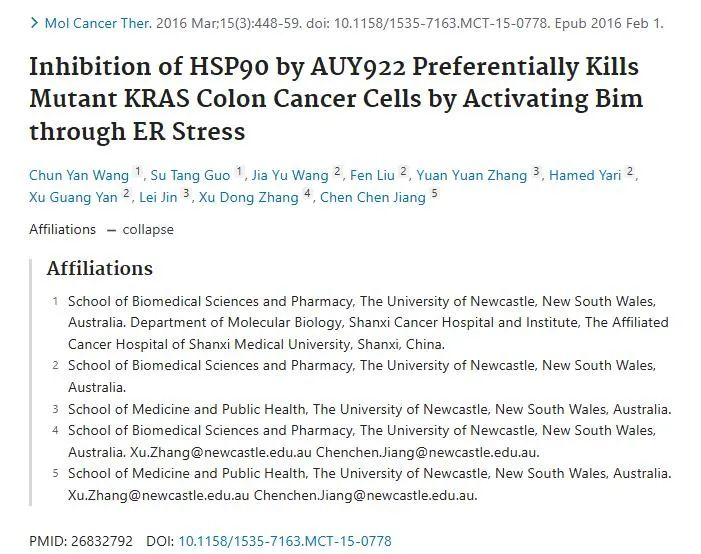 Mol Cancer Ther. 2016 Mar;15(3):448-59. doi: 10.1158/1535-7163.MCT-15-0778. Epub 2016 Feb 1.
Inhibition of HSP90 by AUY922 Preferentially Kills
Mutant KRAS Colon Cancer Cells by Activating Bim
through ER Stress
Chun Yan Wang 1, Su Tang Guo 1, Jia Yu Wang 2, Fen Liu 2, Yuan Yuan Zhang 3, Hamed Yari 2,
Xu Guang Yan 2, Lei Jin 3, Xu Dong Zhang 4, Chen Chen Jiang 5
Affiliations – collapse
Affiliations
1 School of Biomedical Sciences and Pharmacy, The University of Newcastle, New South Wales,
Australia. Department of Molecular Biology, Shanxi Cancer Hospital and Institute, The Affiliated
Cancer Hospital of Shanxi Medical University, Shanxi, China.
2 School of Biomedical Sciences and Pharmacy, The University of Newcastle, New South Wales,
Australia.
3 School of Medicine and Public Health, The University of Newcastle, New South Wales, Australia.
4 School of Biomedical Sciences and Pharmacy, The University of Newcastle, New South Wales,
Australia. Xu.Zhang@newcastle.edu.au Chenchen.Jiang@newcastle.edu.au.
5 School of Medicine and Public Health, The University of Newcastle, New South Wales, Australia.
Xu.Zhang@newcastle.edu.au Chenchen.Jiang@newcastle.edu.au.
PMID: 26832792 DOI: 10.1158/1535-7163.MCT-15-0778